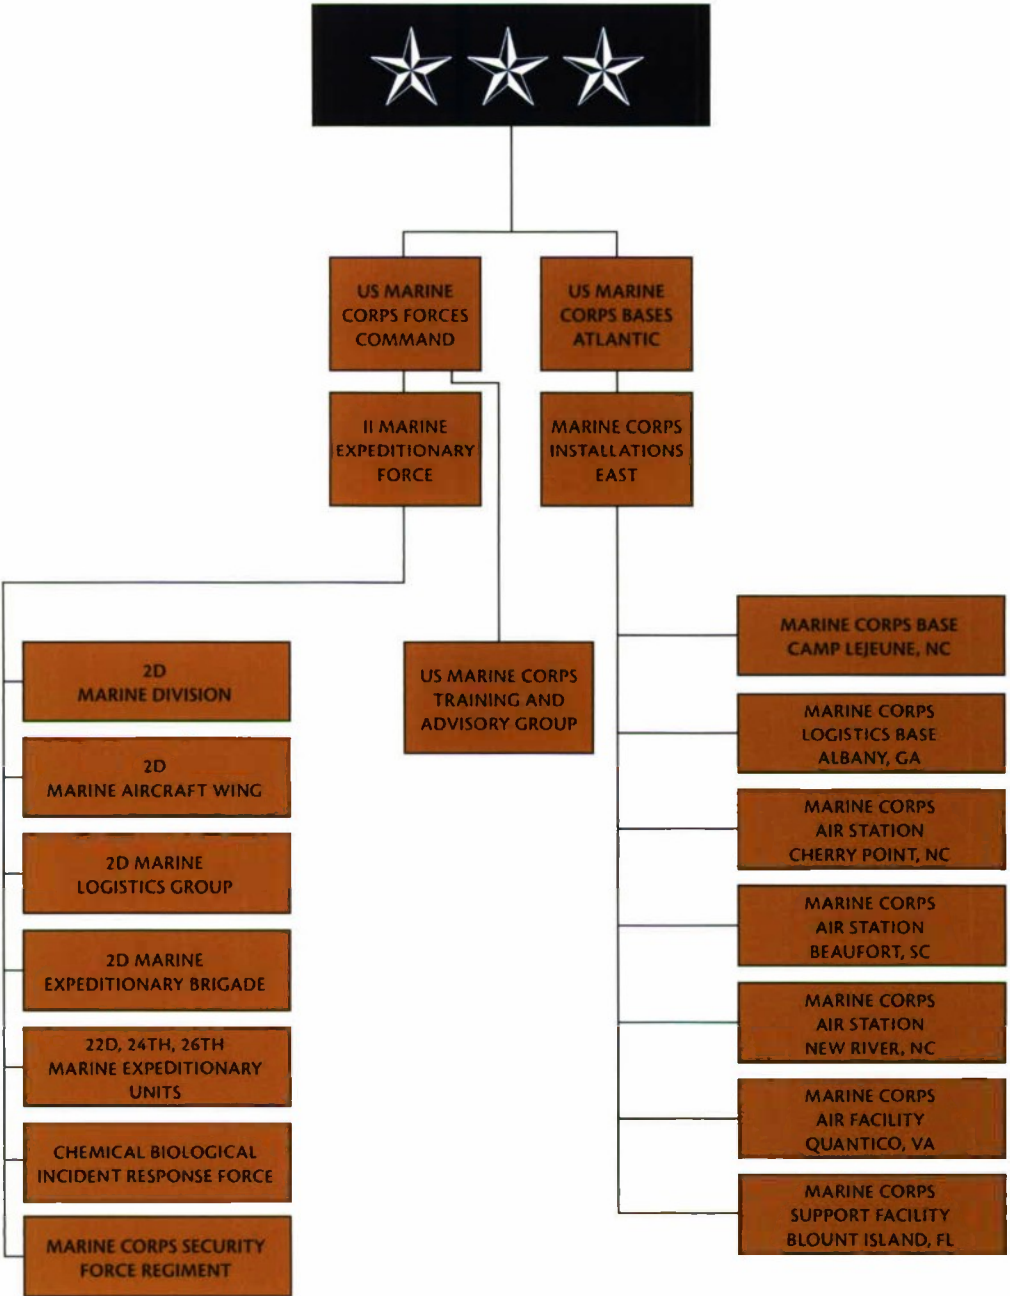 US MARINE
CORPS FORCES
COMMAND
US MARINE
CORPS BASES
ATLANTIC
II MARINE
EXPEDITIONARY
FORCE
MARINE CORPS
INSTALLATIONS
EAST
2D
MARINE DIVISION
2D
MARINE AIRCRAFT WING
2D MARINE
LOGISTICS GROUP
2D MARINE
EXPEDITIONARY BRIGADE
22D, 24TH, 26TH
MARINE EXPEDITIONARY
UNITS
CHEMICAL BIOLOGICAL
INCIDENT RESPONSE FORCE
MARINE CORPS SECURITY
FORCE REGIMENT
US MARINE CORPS
TRAINING AND
ADVISORY GROUP
MARINE CORPS BASE
CAMP LEJEUNE, NC
MARINE CORPS
LOGISTICS BASE
ALBANY, GA
MARINE CORPS
AIR STATION
CHERRY POINT, NC
MARINE CORPS
AIR STATION
BEAUFORT, SC
MARINE CORPS
AIR STATION
NEW RIVER, NC
MARINE CORPS
AIR FACILITY
QUANTICO, VA
MARINE CORPS
SUPPORT FACILITY
BLOUNT ISLAND, FL